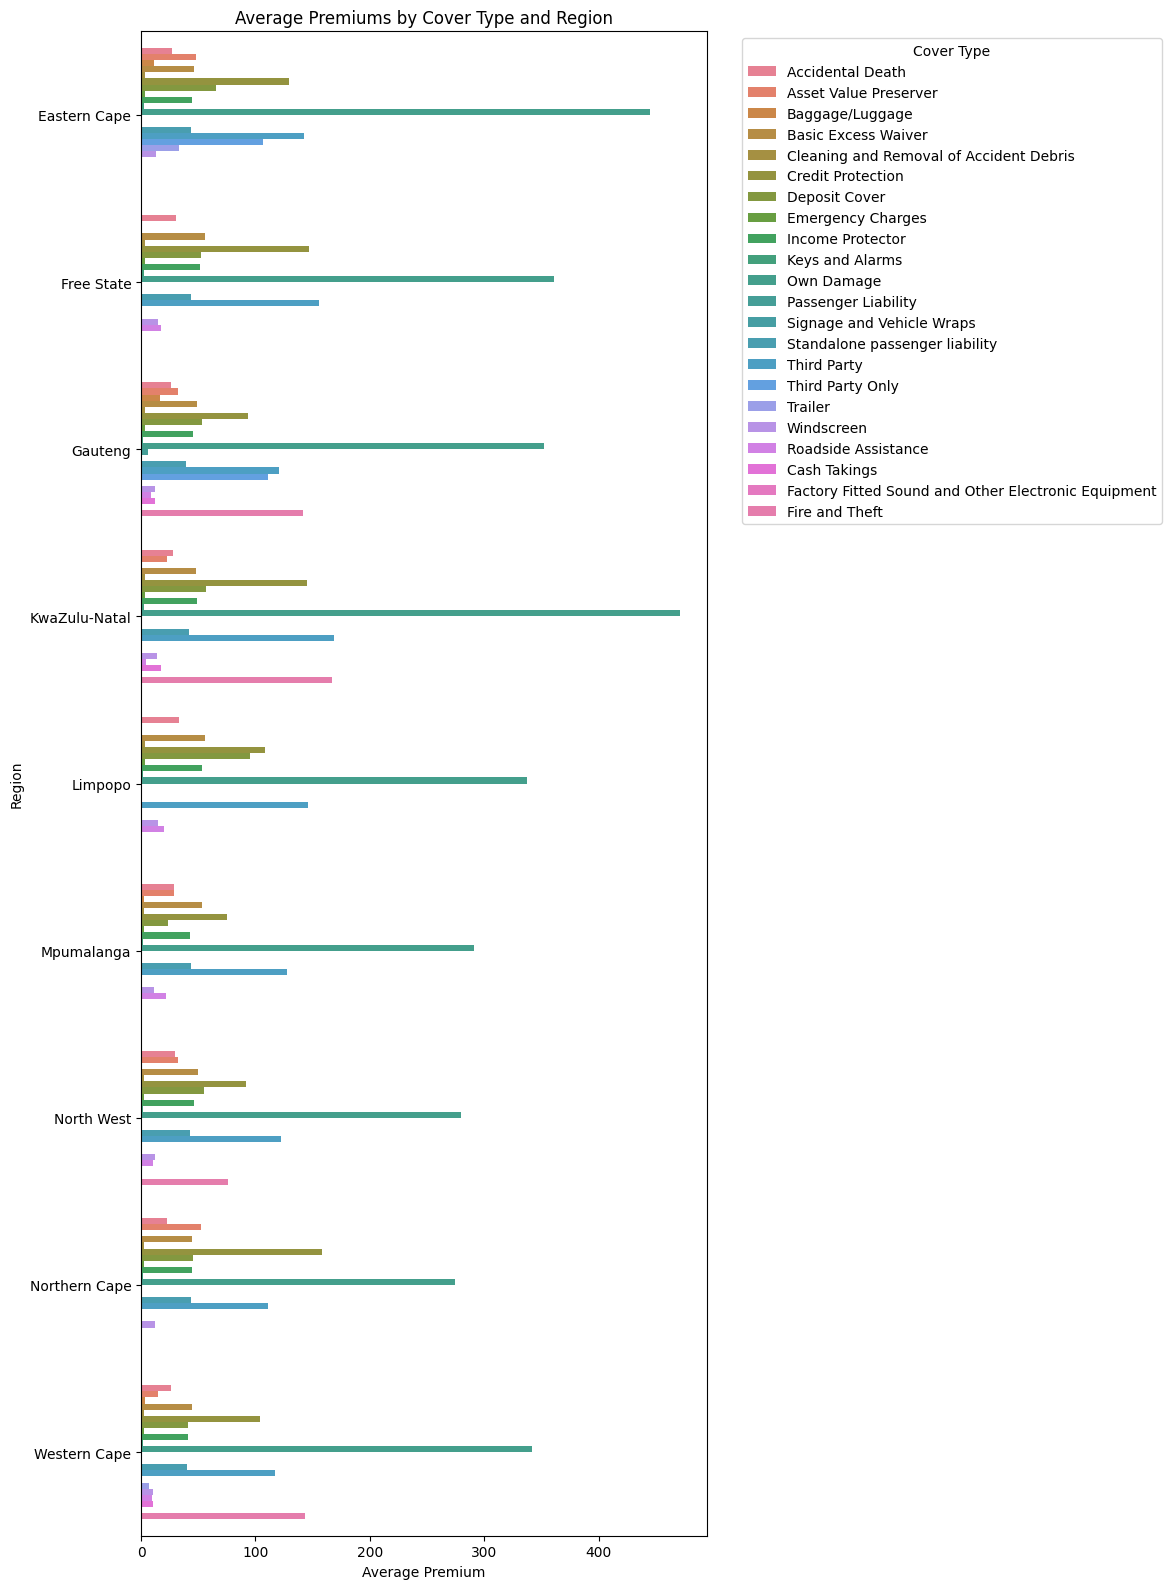 Average Premiums by Cover Type and Region
Cover Type
Accidental Death
Asset Value Preserver
Baggage/Luggage
Basic Excess Waiver
Cleaning and Removal of Accident Debris
Credit Protection
Deposit Cover
Emergency Charges
Income Protector
Keys and Alarms
Own Damage
Passenger Liability
Signage and Vehicle Wraps
Standalone passenger liability
Third Party
Third Party Only
Trailer
Windscreen
Roadside Assistance
Cash Takings
Factory Fitted Sound and Other Electronic Equipment
Fire and Theft
Region
Eastern Cape
Free State
Gauteng
KwaZulu-Natal
Limpopo
Mpumalanga
North West
Northern Cape
Western Cape
0 100 200 300 400
Average Premium